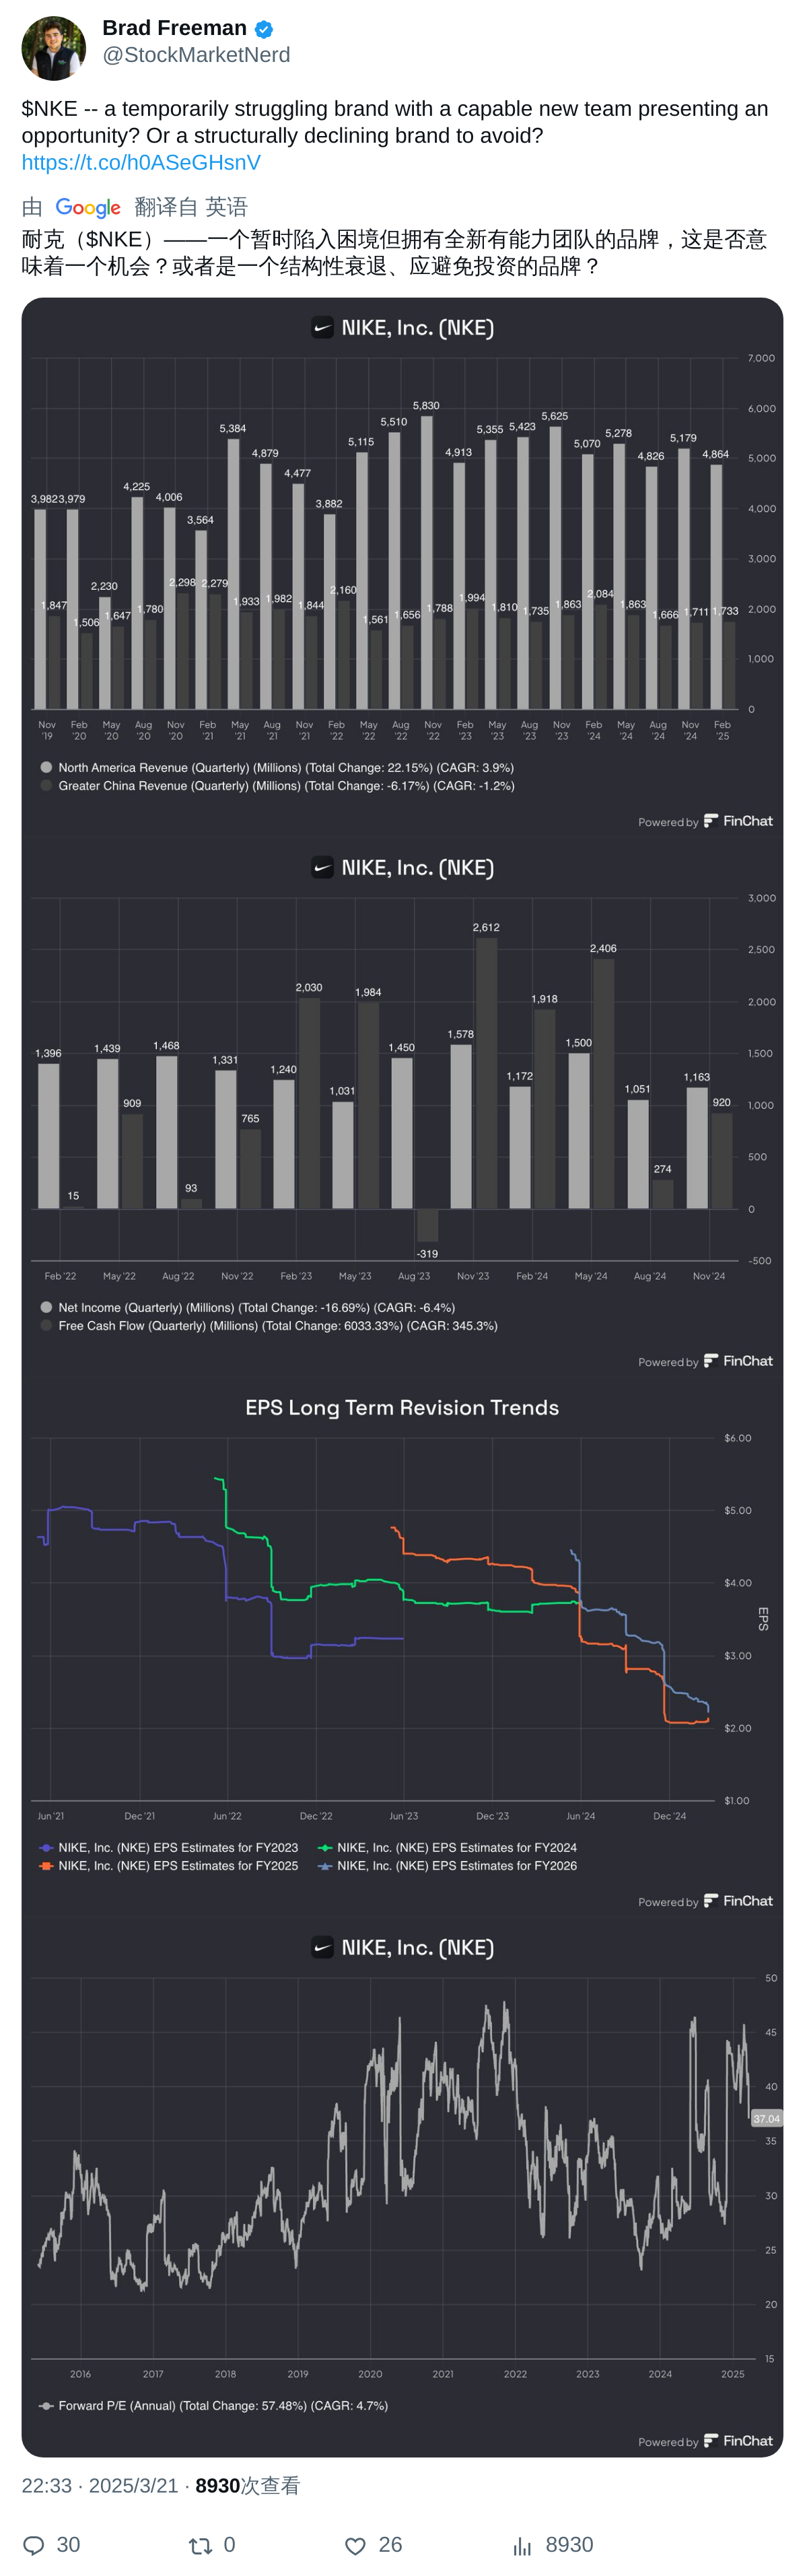 Brad Freeman
@StockMarketNerd
$NKE -- a temporarily struggling brand with a capable new team presenting an
opportunity? Or a structurally declining brand to avoid?
https://t.co/h0ASeGHsnV
由 Google 翻译自 英语
耐克（$NKE）——一个暂时陷入困境但拥有全新有能力团队的品牌，这是否意
味着一个机会？或者是一个结构性衰退、应避免投资的品牌？
NIKE, Inc. (NKE)
7,000
6,000
5,000
4,000
3,000
2,000
1,000
0
3,982 3,979 2,230 4,225 4,006 3,564 5,384 4,879 4,477 3,882 5,115 5,510 5,830 4,913 5,355 5,423 5,625 5,070 5,278 4,826 5,179 4,864
1,847 1,506 1,647 1,780 2,298 2,279 1,933 1,982 1,844 2,160 1,561 1,656 1,788 1,994 1,810 1,735 1,863 2,084 1,863 1,666 1,711 1,733
Nov Feb May Aug Nov Feb May Aug Nov Feb May Aug Nov Feb May Aug Nov Feb May Aug Nov Feb
'19 '20 '20 '20 '20 '21 '21 '21 '21 '22 '22 '22 '22 '23 '23 '23 '23 '24 '24 '24 '24 '25
North America Revenue (Quarterly) (Millions) (Total Change: 22.15%) (CAGR: 3.9%)
Greater China Revenue (Quarterly) (Millions) (Total Change: -6.17%) (CAGR: -1.2%)
Powered by FinChat
NIKE, Inc. (NKE)
3,000
2,500
2,000
1,500
1,000
500
0
-500
1,396 1,439 1,468 1,331 1,240 1,031 1,450 1,578 1,172 1,500 1,051 1,163
15 909 93 765 2,030 1,984 -319 2,612 1,918 2,406 274 920
Feb '22 May '22 Aug '22 Nov '22 Feb '23 May '23 Aug '23 Nov '23 Feb '24 May '24 Aug '24 Nov '24
Net Income (Quarterly) (Millions) (Total Change: -16.69%) (CAGR: -6.4%)
Free Cash Flow (Quarterly) (Millions) (Total Change: 6033.33%) (CAGR: 345.3%)
Powered by FinChat
EPS Long Term Revision Trends
$6.00
$5.00
$4.00
$3.00
$2.00
$1.00
EPS
Jun '21 Dec '21 Jun '22 Dec '22 Jun '23 Dec '23 Jun '24 Dec '24
NIKE, Inc. (NKE) EPS Estimates for FY2023 NIKE, Inc. (NKE) EPS Estimates for FY2024
NIKE, Inc. (NKE) EPS Estimates for FY2025 NIKE, Inc. (NKE) EPS Estimates for FY2026
Powered by FinChat
NIKE, Inc. (NKE)
50
45
40
37.04
35
30
25
20
15
2016 2017 2018 2019 2020 2021 2022 2023 2024 2025
Forward P/E (Annual) (Total Change: 57.48%) (CAGR: 4.7%)
Powered by FinChat
22:33 · 2025/3/21 · 8930次查看
30 0 26 8930